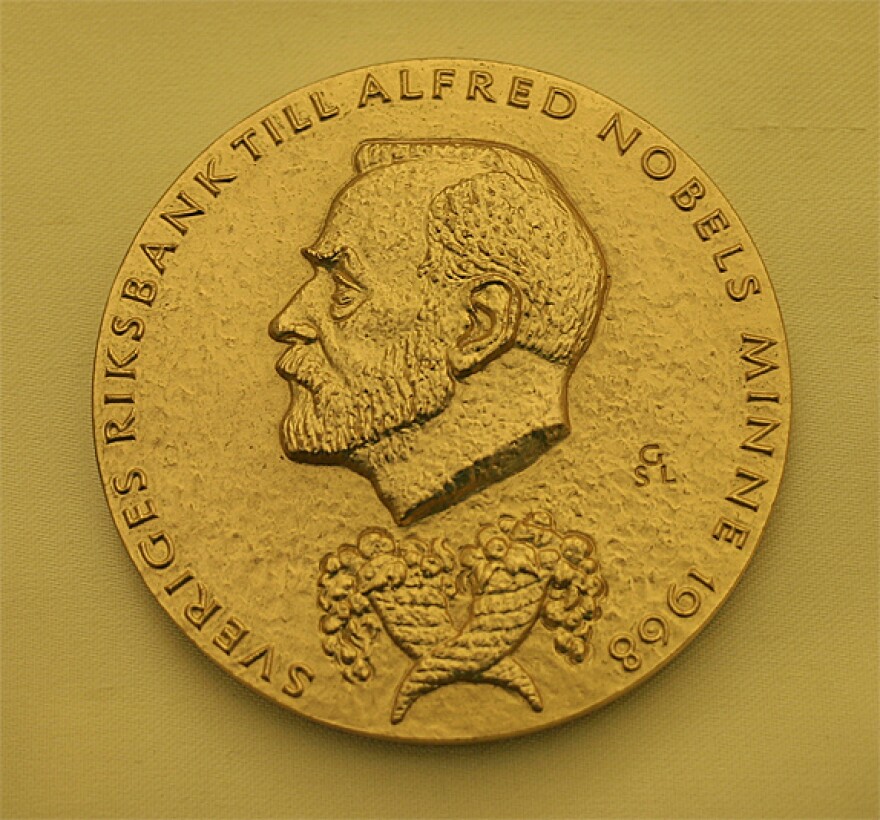 SVERIGES RIKSBANK TILL ALFRED NOBELS MINNE 1968
G
SL